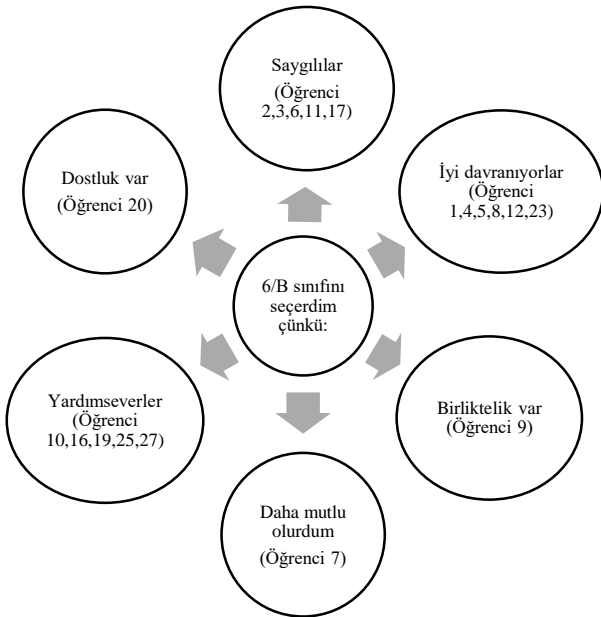 Saygılılar
(Öğrenci
2,3,6,11,17)
Dostluk var
(Öğrenci 20)
İyi davranıyorlar
(Öğrenci
1,4,5,8,12,23)
6/B sınıfını
seçerdim
çünkü:
Yardımseverler
(Öğrenci
10,16,19,25,27)
Birliktelik var
(Öğrenci 9)
Daha mutlu
olurdum
(Öğrenci 7)